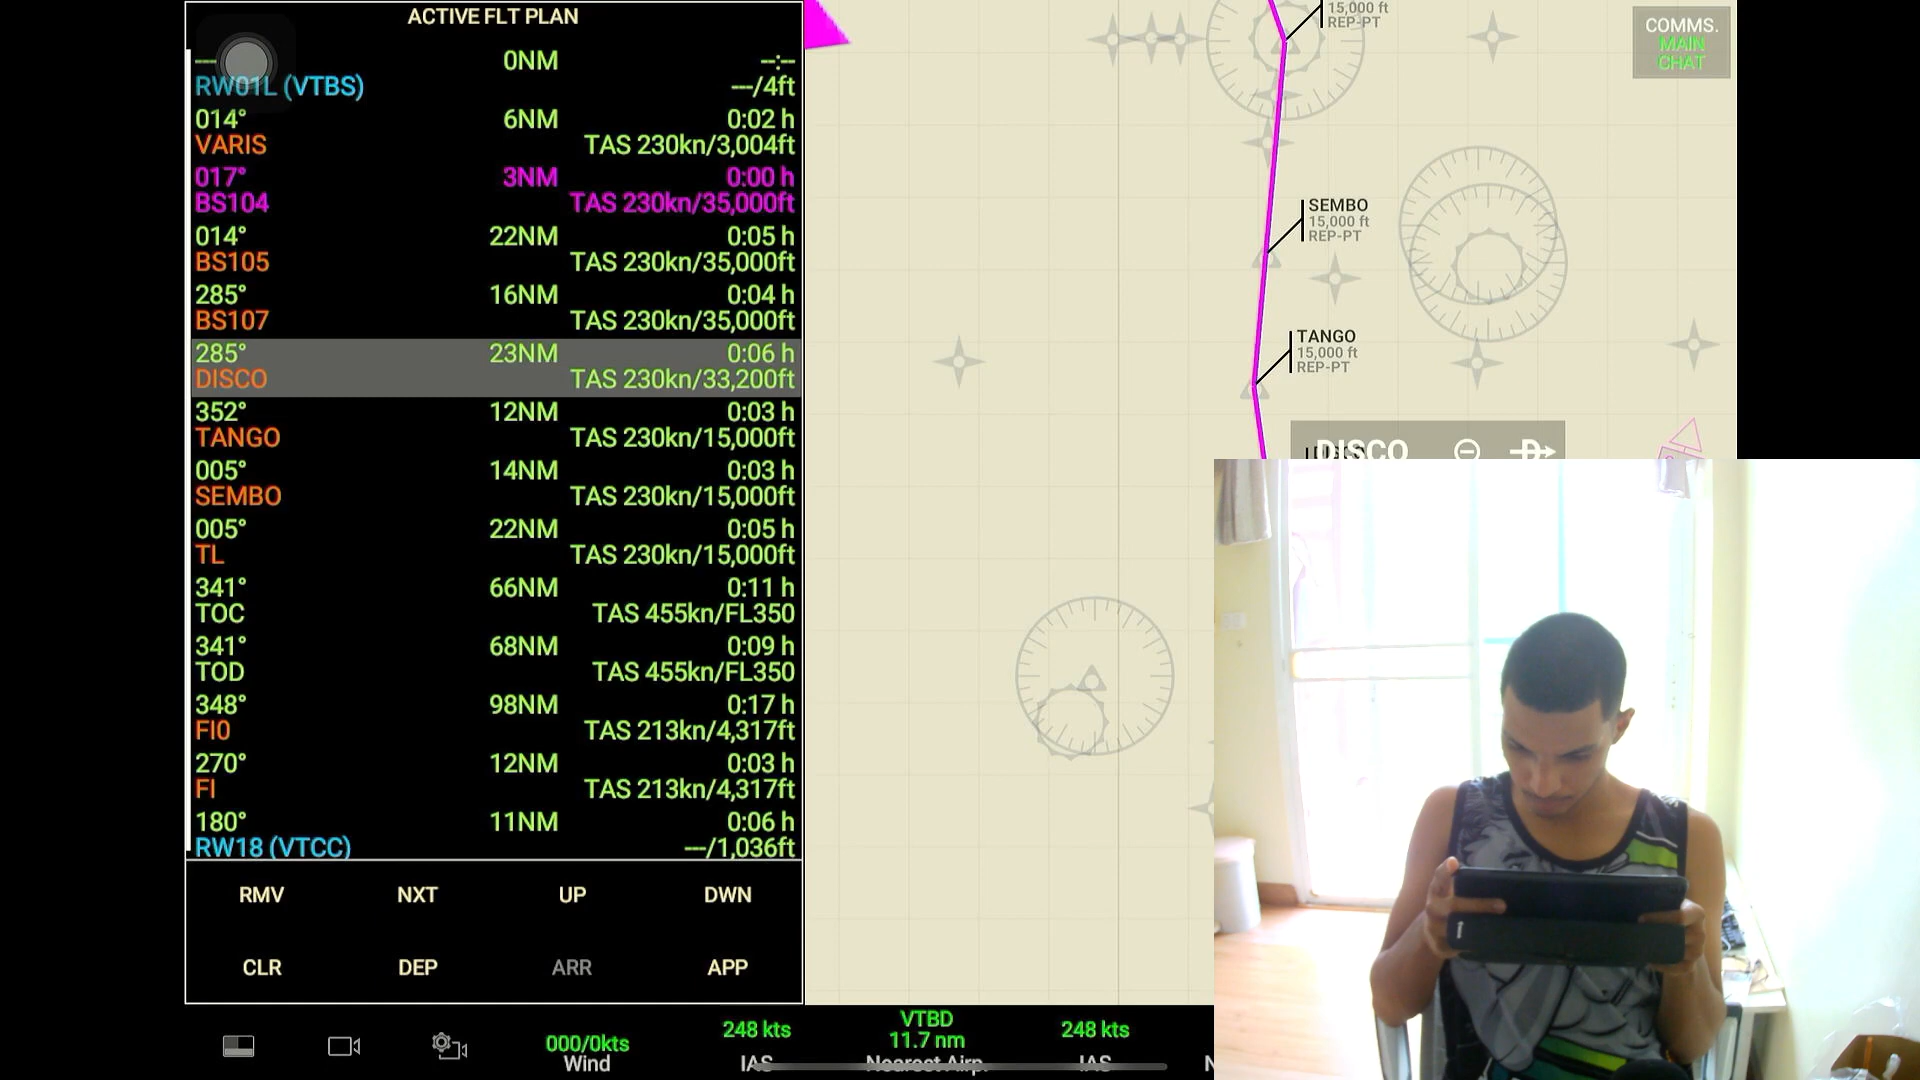 ACTIVE FLT PLAN
--- 0NM --:--
RW01L (VTBS) ---/4ft
014° 6NM 0:02 h
VARIS TAS 230kn/3,004ft
017° 3NM 0:00 h
BS104 TAS 230kn/35,000ft
014° 22NM 0:05 h
BS105 TAS 230kn/35,000ft
285° 16NM 0:04 h
BS107 TAS 230kn/35,000ft
285° 23NM 0:06 h
DISCO TAS 230kn/33,200ft
352° 12NM 0:03 h
TANGO TAS 230kn/15,000ft
005° 14NM 0:03 h
SEMBO TAS 230kn/15,000ft
005° 22NM 0:05 h
TL TAS 230kn/15,000ft
341° 66NM 0:11 h
TOC TAS 455kn/FL350
341° 68NM 0:09 h
TOD TAS 455kn/FL350
348° 98NM 0:17 h
FI0 TAS 213kn/4,317ft
270° 12NM 0:03 h
FI TAS 213kn/4,317ft
180° 11NM 0:06 h
RW18 (VTCC) ---/1,036ft
RMV NXT UP DWN
CLR DEP ARR APP
15,000 ft
REP-PT
COMMS.
MAIN
CHAT
SEMBO
15,000 ft
REP-PT
TANGO
15,000 ft
REP-PT
DISCO
000/0kts
Wind
248 kts
IAS
VTBD
11.7 nm
Nearest Airp.
248 kts
IAS